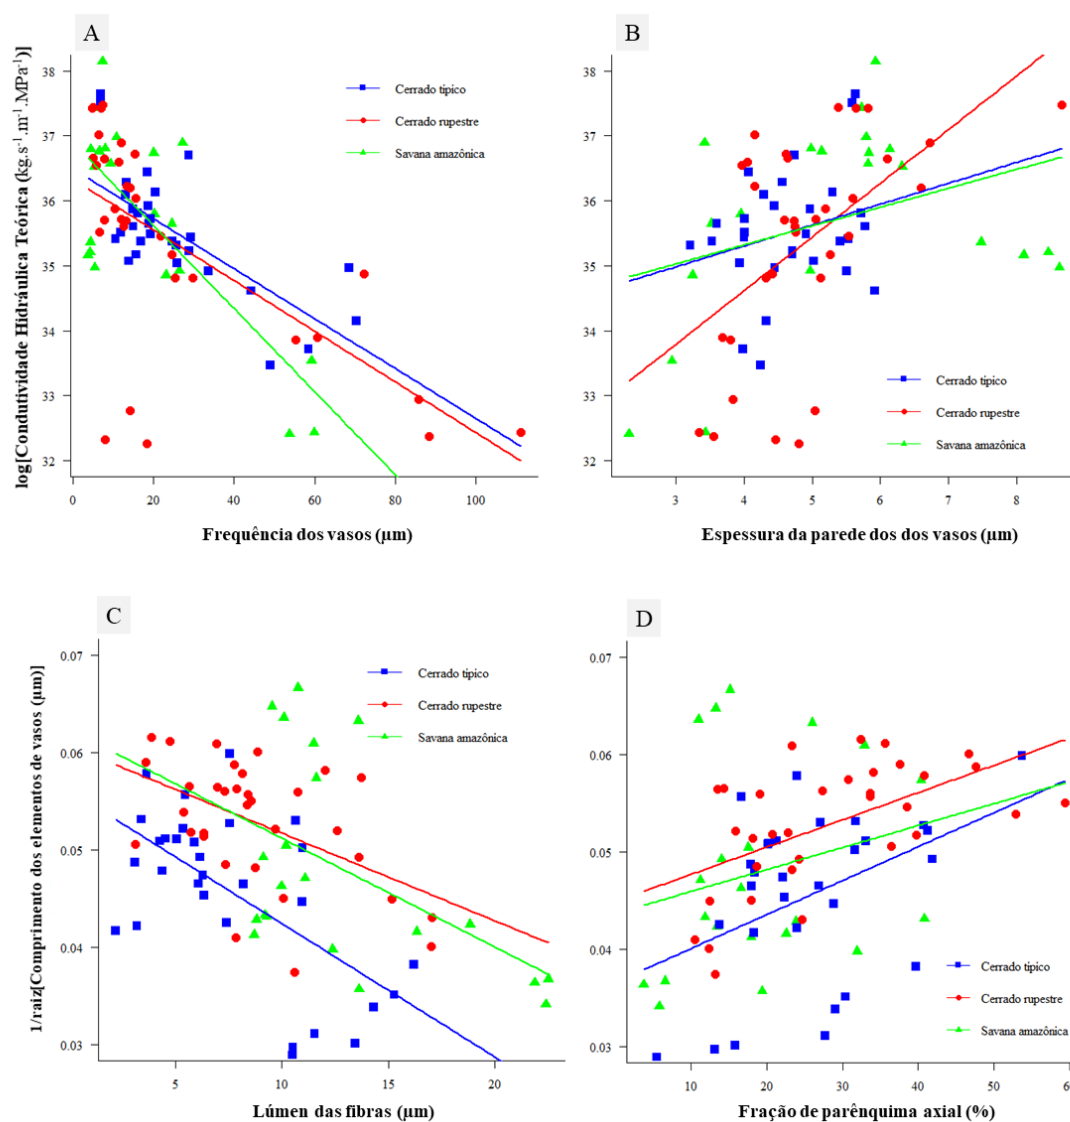 A
log[Condutividade Hidráulica Teórica (kg.s⁻¹.m⁻¹.MPa⁻¹)]
38
37
36
35
34
33
32
Cerrado típico
Cerrado rupestre
Savana amazônica
0 20 40 60 80 100
Frequência dos vasos (µm)
B
38
37
36
35
34
33
32
Cerrado típico
Cerrado rupestre
Savana amazônica
3 4 5 6 7 8
Espessura da parede dos dos vasos (µm)
C
1/raiz[Comprimento dos elementos de vasos (µm)]
0.07
0.06
0.05
0.04
0.03
Cerrado típico
Cerrado rupestre
Savana amazônica
5 10 15 20
Lúmen das fibras (µm)
D
0.07
0.06
0.05
0.04
0.03
Cerrado típico
Cerrado rupestre
Savana amazônica
10 20 30 40 50
Fração de parênquima axial (%)